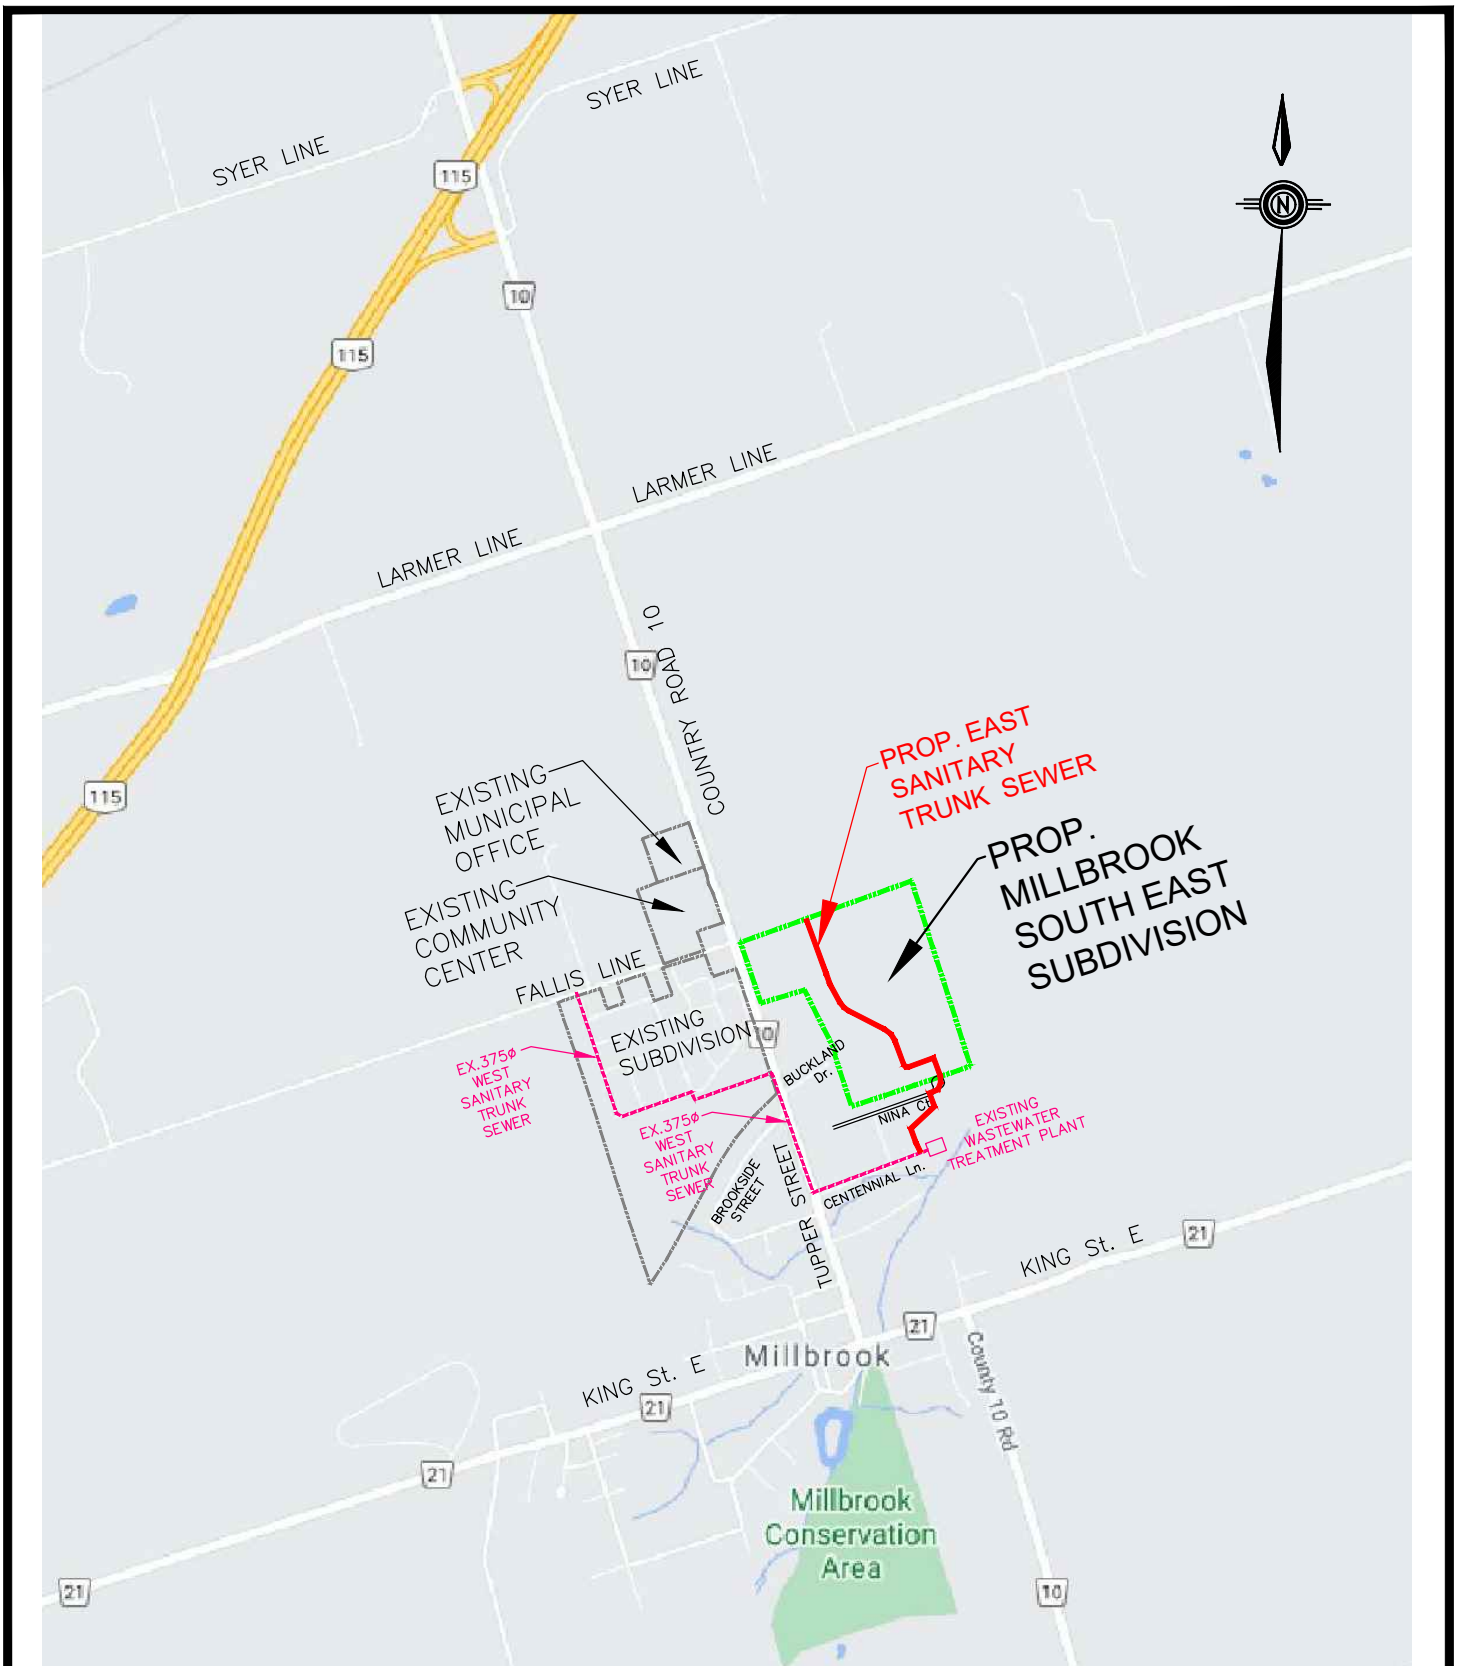 SYER LINE
SYER LINE
115
N
10
115
LARMER LINE
LARMER LINE
COUNTRY ROAD 10
10
115
PROP. EAST
SANITARY
TRUNK SEWER
EXISTING
MUNICIPAL
OFFICE
PROP.
MILLBROOK
SOUTH EAST
SUBDIVISION
EXISTING
COMMUNITY
CENTER
FALLIS LINE
EXISTING
SUBDIVISION
10
EX.375ø
WEST
SANITARY
TRUNK
SEWER
BUCKLAND
Dr.
NINA Ct
EX.375ø
WEST
SANITARY
TRUNK
SEWER
EXISTING
WASTEWATER
TREATMENT PLANT
BROOKSIDE
STREET
TUPPER STREET
CENTENNIAL Ln.
KING St. E
21
21
Millbrook
County 10 Rd
KING St. E
21
21
Millbrook
Conservation
Area
21
10